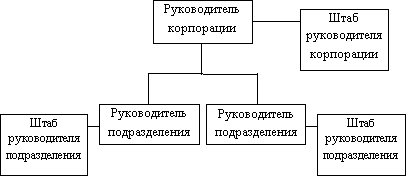 Руководитель
корпорации
Штаб
руководителя
корпорации
Штаб
руководителя
подразделения
Руководитель
подразделения
Руководитель
подразделения
Штаб
руководителя
подразделения